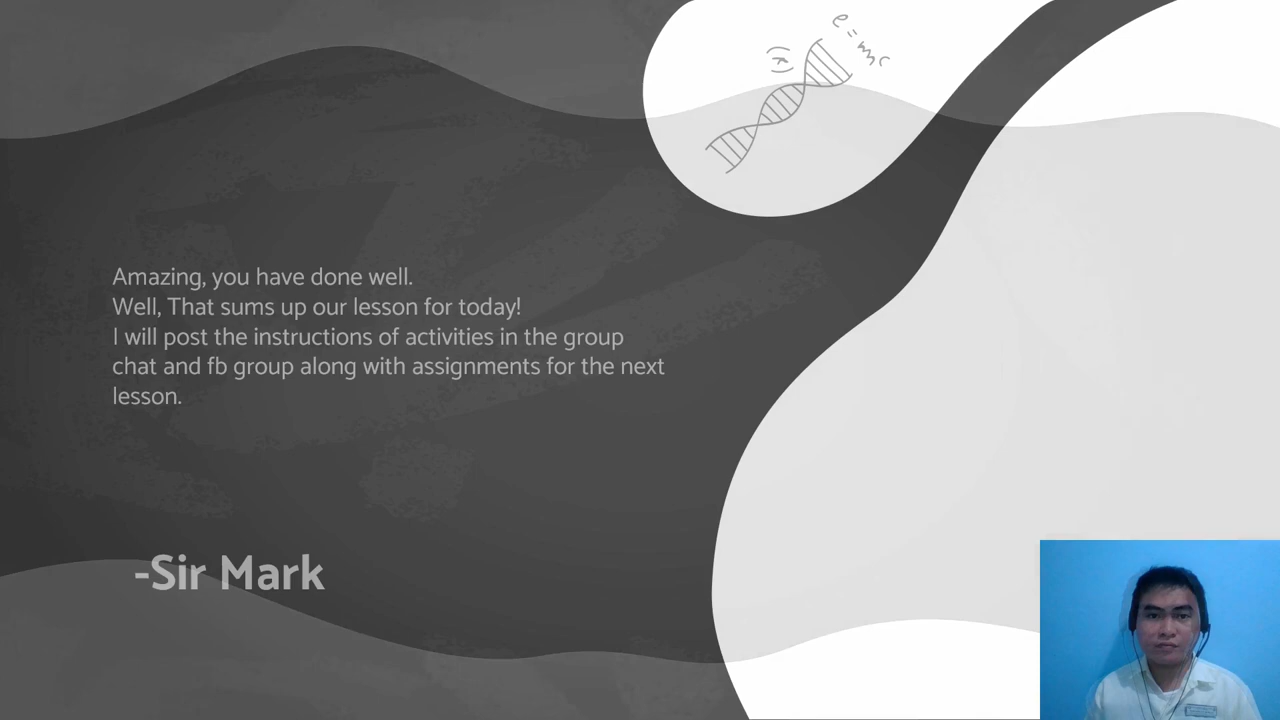 e = mc
(x)
Amazing, you have done well.
Well, That sums up our lesson for today!
I will post the instructions of activities in the group
chat and fb group along with assignments for the next
lesson.
-Sir Mark